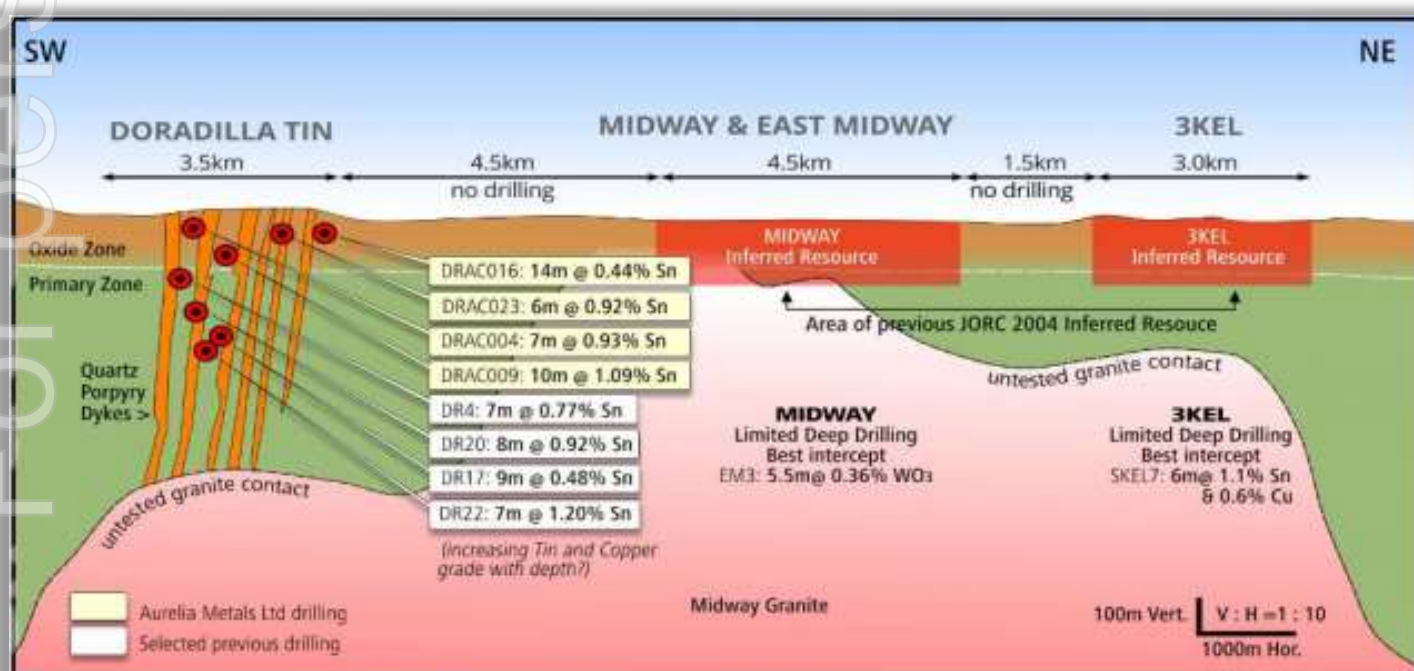 SW
NE
DORADILLA TIN
MIDWAY & EAST MIDWAY
3KEL
3.5km
4.5km
4.5km
1.5km
3.0km
no drilling
no drilling
Oxide Zone
Primary Zone
MIDWAY
Inferred Resource
3KEL
Inferred Resource
Area of previous JORC 2004 Inferred Resouce
DRAC016: 14m @ 0.44% Sn
DRAC023: 6m @ 0.92% Sn
DRAC004: 7m @ 0.93% Sn
DRAC009: 10m @ 1.09% Sn
DR4: 7m @ 0.77% Sn
DR20: 8m @ 0.92% Sn
DR17: 9m @ 0.48% Sn
DR22: 7m @ 1.20% Sn
(increasing Tin and Copper
grade with depth?)
Quartz
Porpyry
Dykes >
untested granite contact
untested granite contact
MIDWAY
Limited Deep Drilling
Best intercept
EM3: 5.5m@ 0.36% WO₃
3KEL
Limited Deep Drilling
Best intercept
SKEL7: 6m@ 1.1% Sn
& 0.6% Cu
Midway Granite
Aurelia Metals Ltd drilling
Selected previous drilling
100m Vert.
V : H =1 : 10
1000m Hor.